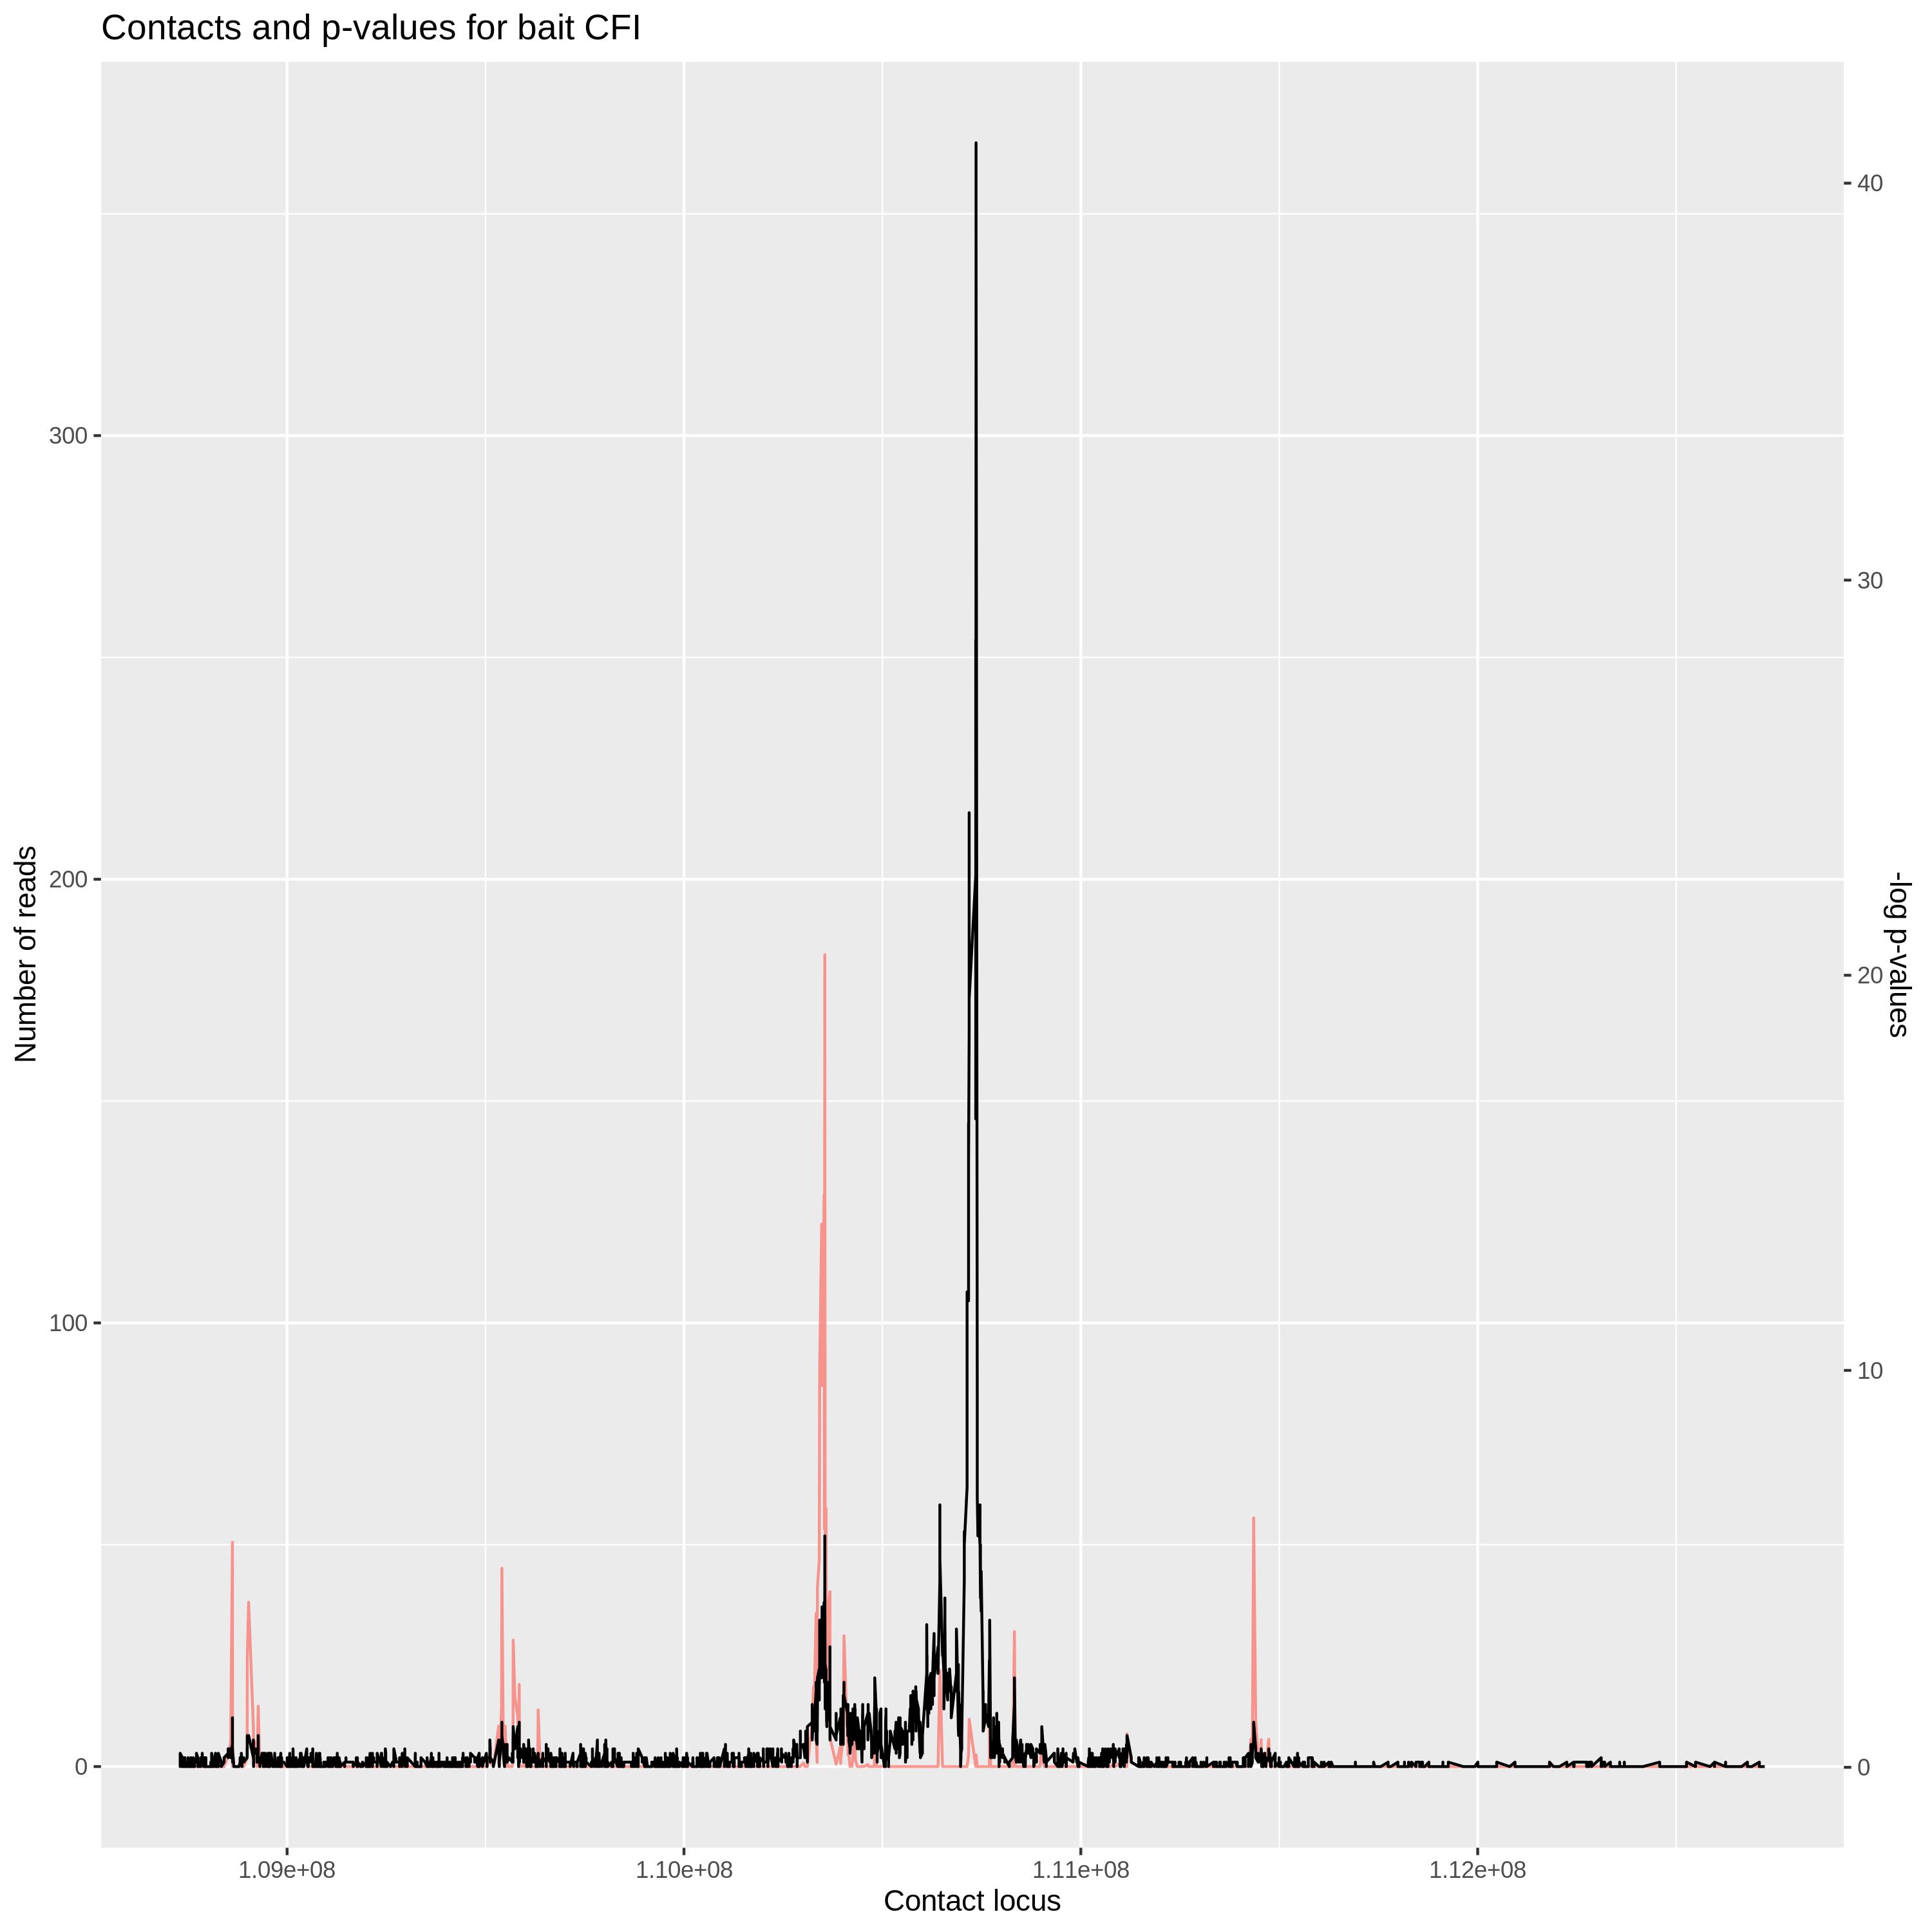 Contacts and p-values for bait CFI
Number of reads
300
200
100
0
40
30
20
10
0
-log p-values
1.09e+08 1.10e+08 1.11e+08 1.12e+08
Contact locus